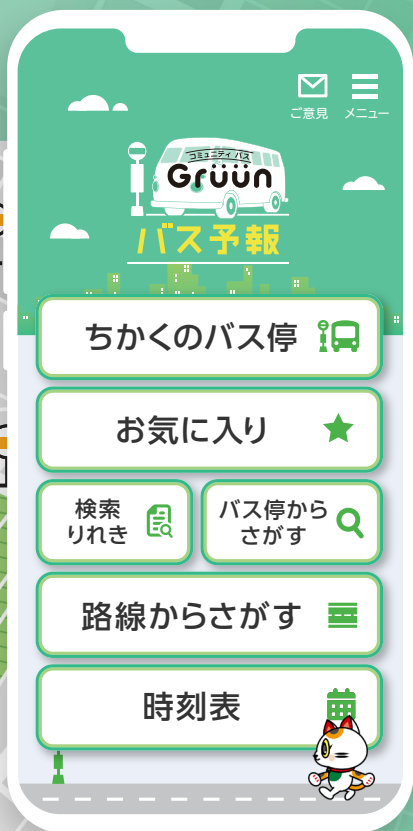 ご意見 メニュー
コミュニティ バス
Grüün
バス予報
ちかくのバス停
お気に入り
検索
りれき
バス停から
さがす
路線からさがす
時刻表